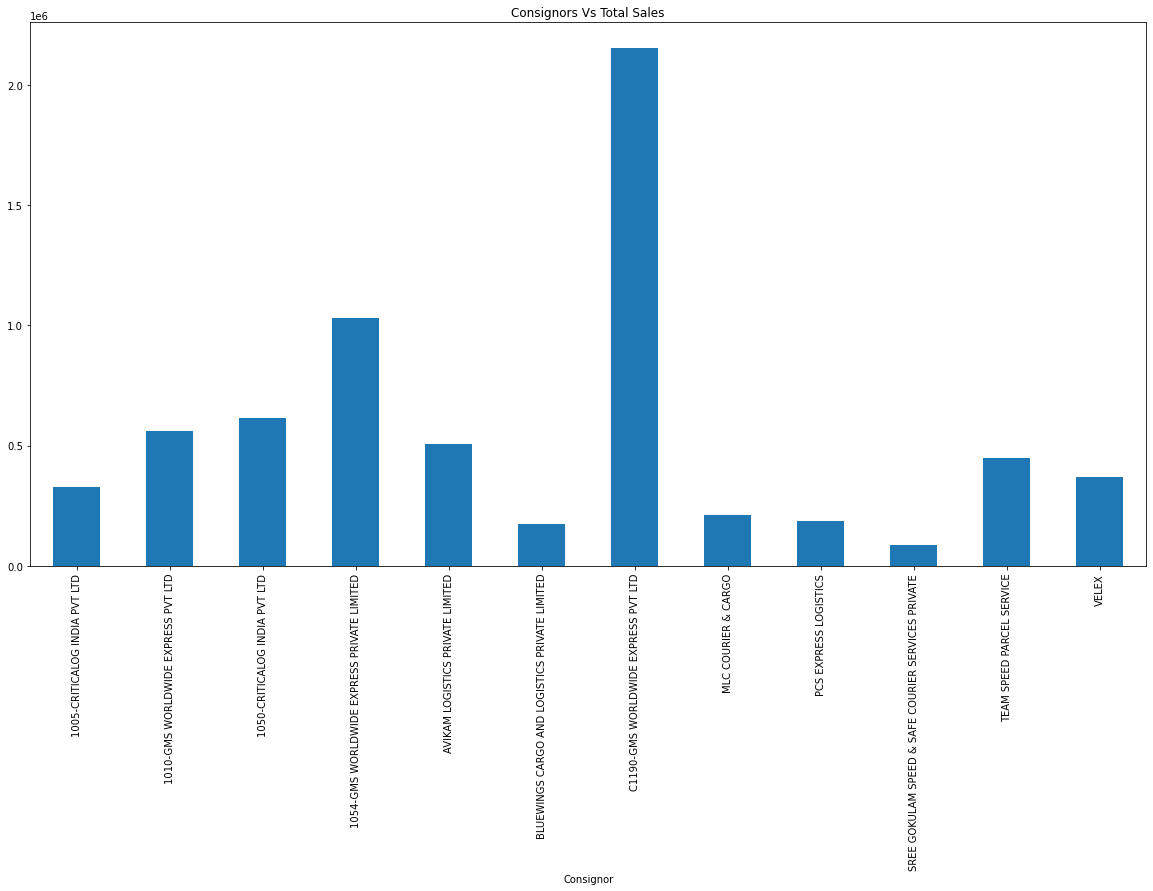 Consignors Vs Total Sales
1e6
2.0
1.5
1.0
0.5
0.0
1005-CRITICALOG INDIA PVT LTD
1010-GMS WORLDWIDE EXPRESS PVT LTD
1050-CRITICALOG INDIA PVT LTD
1054-GMS WORLDWIDE EXPRESS PRIVATE LIMITED
AVIKAM LOGISTICS PRIVATE LIMITED
BLUEWINGS CARGO AND LOGISTICS PRIVATE LIMITED
C1190-GMS WORLDWIDE EXPRESS PVT LTD
MLC COURIER & CARGO
PCS EXPRESS LOGISTICS
SREE GOKULAM SPEED & SAFE COURIER SERVICES PRIVATE
TEAM SPEED PARCEL SERVICE
VELEX
Consignor